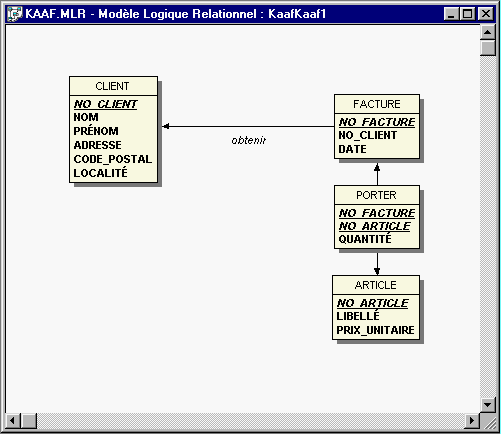 KAAF.MLR - Modèle Logique Relationnel : KaafKaaf1
CLIENT
NO_CLIENT
NOM
PRÉNOM
ADRESSE
CODE_POSTAL
LOCALITÉ
obtenir
FACTURE
NO_FACTURE
NO_CLIENT
DATE
PORTER
NO_FACTURE
NO_ARTICLE
QUANTITÉ
ARTICLE
NO_ARTICLE
LIBELLÉ
PRIX_UNITAIRE